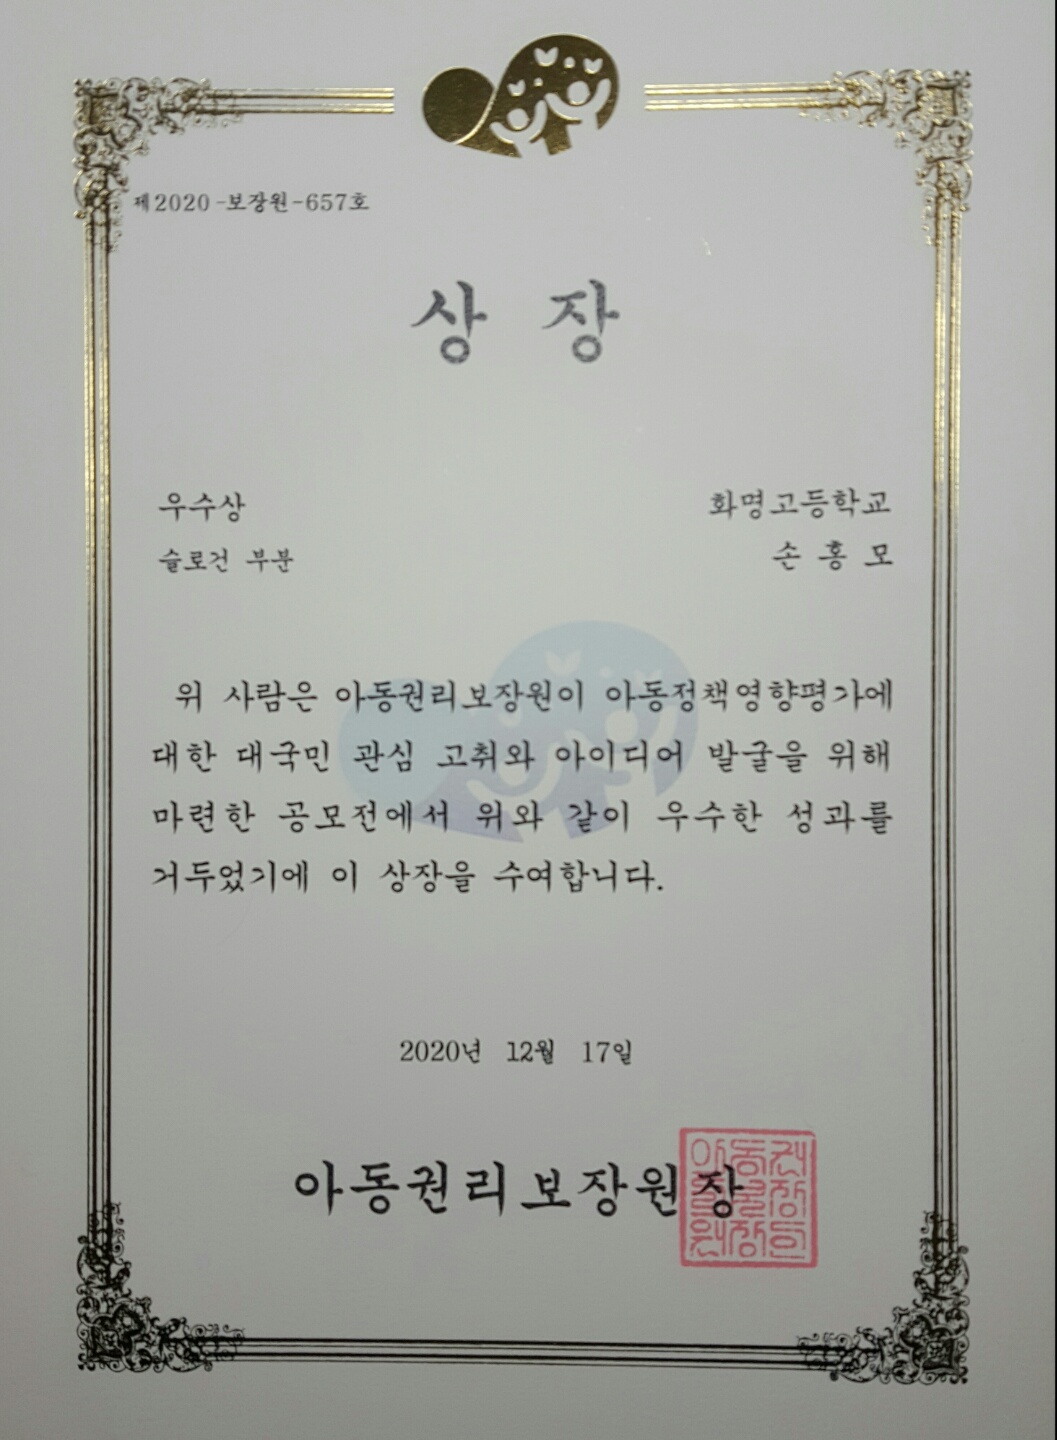 제2020-보장원-657호
상 장
우수상
화명고등학교
슬로건 부분
손 홍 모
위 사람은 아동권리보장원이 아동정책영향평가에
대한 대국민 관심 고취와 아이디어 발굴을 위해
마련한 공모전에서 위와 같이 우수한 성과를
거두었기에 이 상장을 수여합니다.
2020년 12월 17일
아동권리보장원장